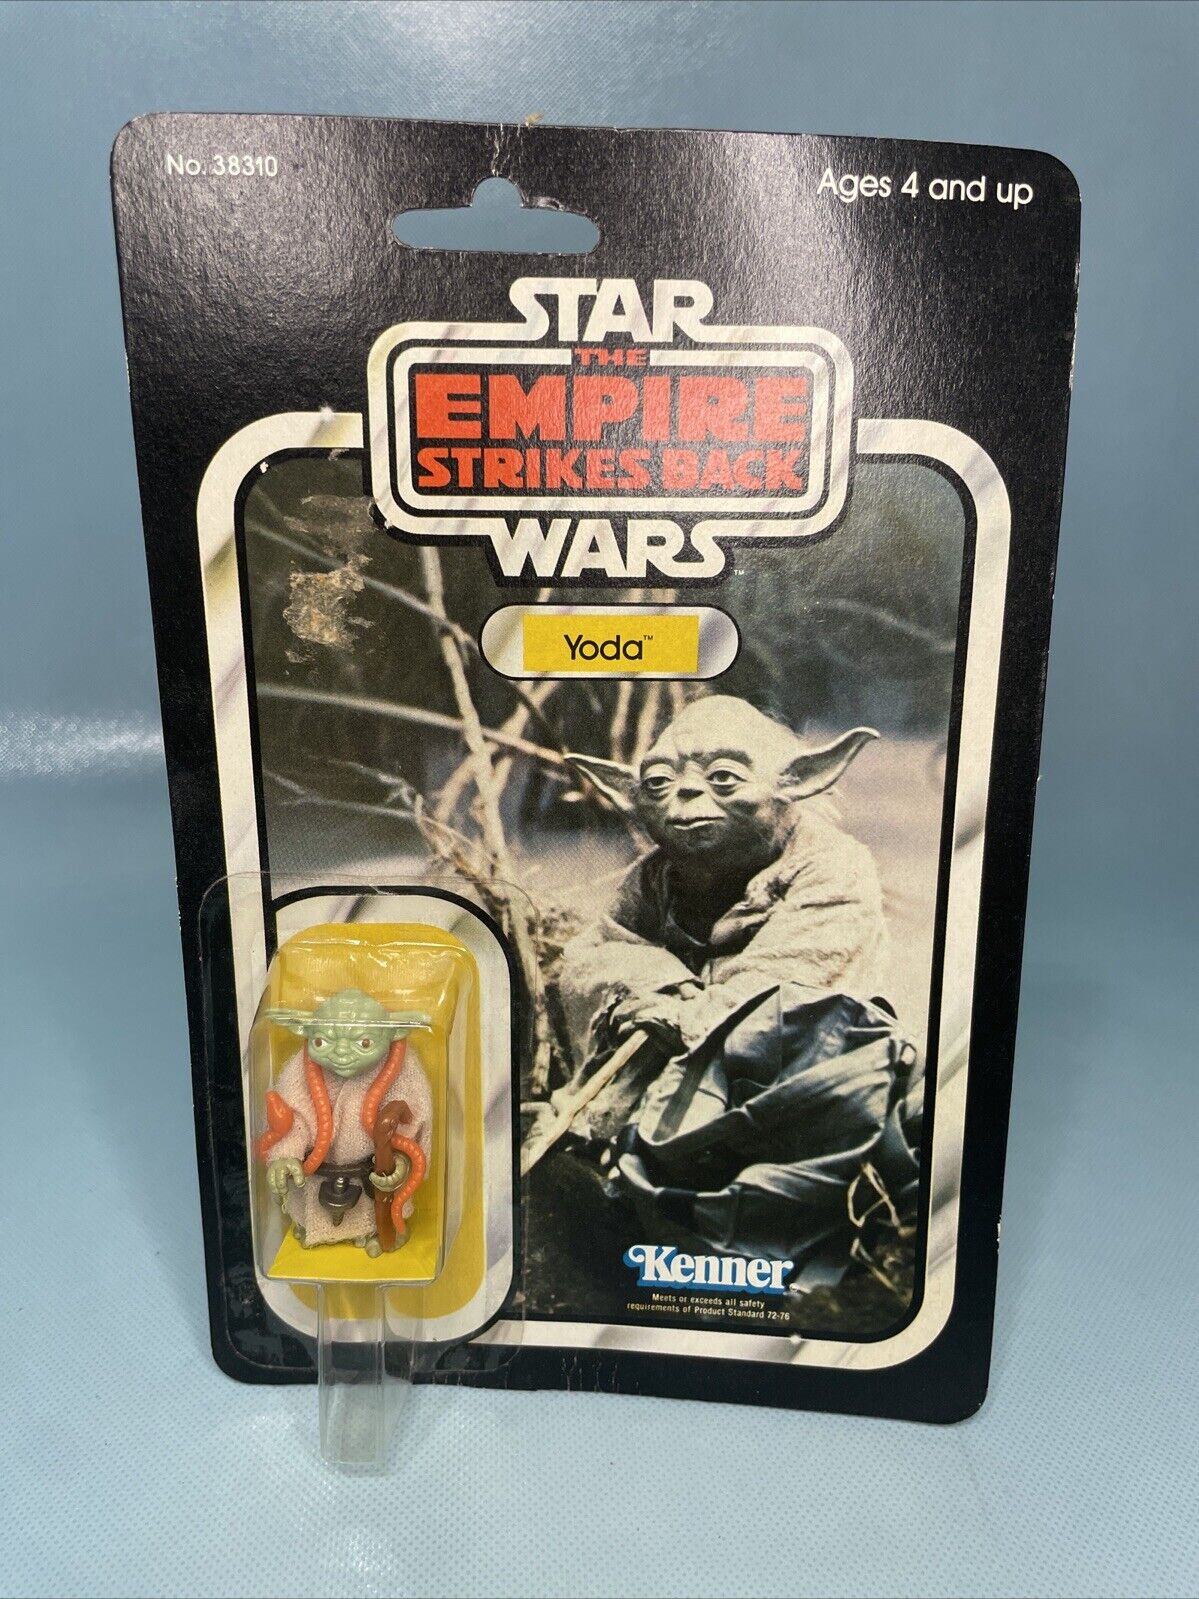 No. 38310
Ages 4 and up
STAR
THE
EMPIRE
STRIKES BACK
WARS™
Yoda™
Kenner
Meets or exceeds all safety
requirements of Product Standard 72-76